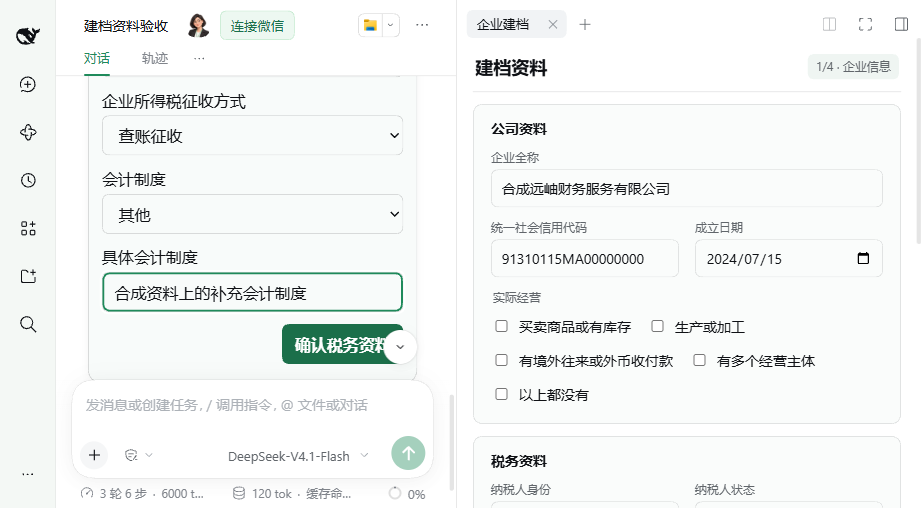 建档资料验收
连接微信
对话
轨迹
企业所得税征收方式
查账征收
会计制度
其他
具体会计制度
合成资料上的补充会计制度
确认税务资料
发消息或创建任务, / 调用指令, @ 文件或对话
DeepSeek-V4.1-Flash
3 轮 6 步 · 6000 t...
120 tok · 缓存命...
0%
企业建档
建档资料
1/4 · 企业信息
公司资料
企业全称
合成远岫财务服务有限公司
统一社会信用代码
成立日期
91310115MA00000000
2024/07/15
实际经营
买卖商品或有库存
生产或加工
有境外往来或外币收付款
有多个经营主体
以上都没有
税务资料
纳税人身份
纳税人状态